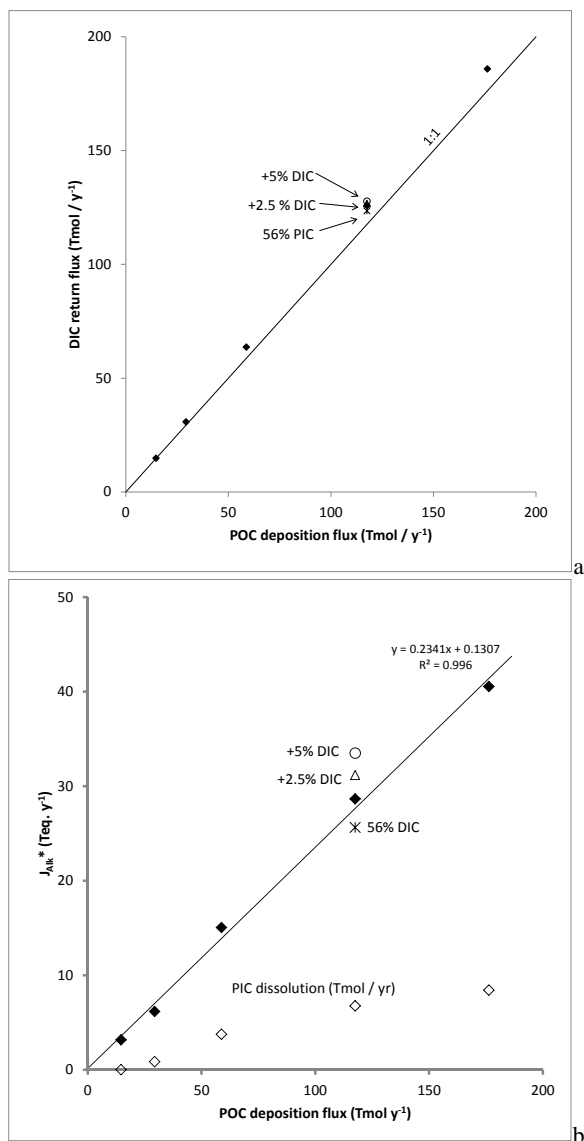 200
150
100
50
0
0
50
100
150
200
DIC return flux (Tmol / y⁻¹)
POC deposition flux (Tmol / y⁻¹)
1:1
+5% DIC
+2.5 % DIC
56% PIC
a
50
40
30
20
10
0
0
50
100
150
200
J_Alk* (Teq. y⁻¹)
POC deposition flux (Tmol y⁻¹)
y = 0.2341x + 0.1307
R² = 0.996
+5% DIC
+2.5% DIC
56% DIC
PIC dissolution (Tmol / yr)
b